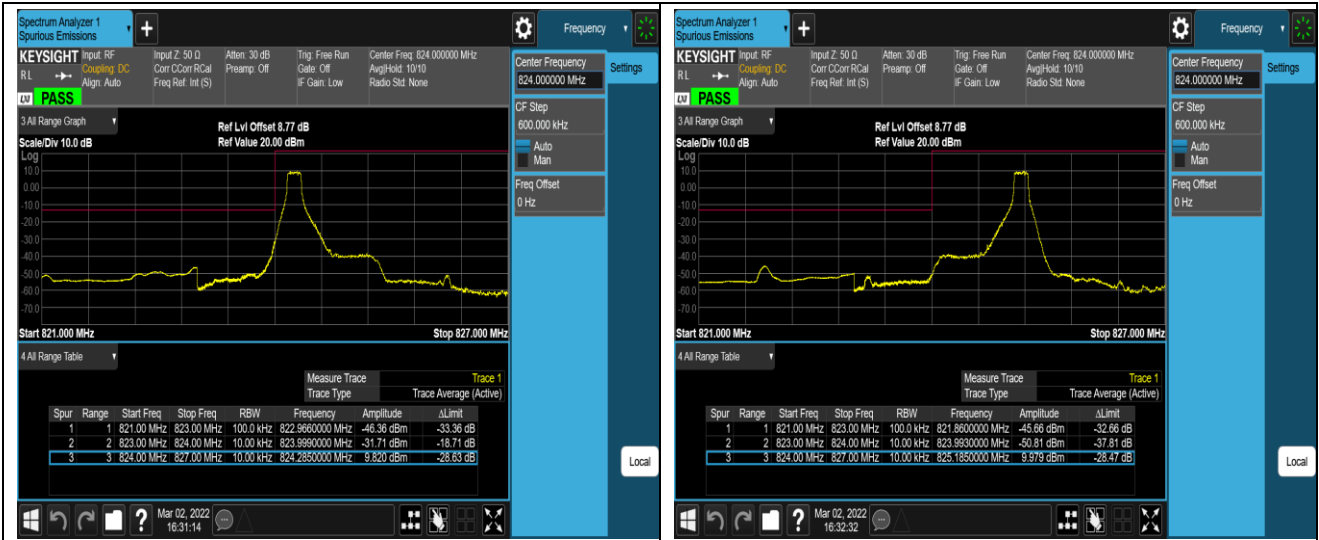 Spectrum Analyzer 1
Spurious Emissions
+
Frequency
KEYSIGHT Input: RF Input Z: 50 Ω Atten: 30 dB Trig: Free Run Center Freq: 824.000000 MHz
RL Coupling: DC Corr CCorr RCal Preamp: Off Gate: Off Avg|Hold: 10/10
Align: Auto Freq Ref: Int (S) IF Gain: Low Radio Std: None
LXI PASS
Center Frequency
824.000000 MHz
Settings
CF Step
600.000 kHz
Auto
Man
Freq Offset
0 Hz
3 All Range Graph
Ref Lvl Offset 8.77 dB
Scale/Div 10.0 dB Ref Value 20.00 dBm
Log
10.0
0.00
-10.0
-20.0
-30.0
-40.0
-50.0
-60.0
-70.0
Start 821.000 MHz Stop 827.000 MHz
4 All Range Table
Measure Trace Trace 1
Trace Type Trace Average (Active)
Spur Range Start Freq Stop Freq RBW Frequency Amplitude ΔLimit
1 1 821.00 MHz 823.00 MHz 100.0 kHz 822.9660000 MHz -46.36 dBm -33.36 dB
2 2 823.00 MHz 824.00 MHz 10.00 kHz 823.9990000 MHz -31.71 dBm -18.71 dB
3 3 824.00 MHz 827.00 MHz 10.00 kHz 824.2850000 MHz 9.820 dBm -28.63 dB
Local
?
Mar 02, 2022
16:31:14
Spectrum Analyzer 1
Spurious Emissions
+
Frequency
KEYSIGHT Input: RF Input Z: 50 Ω Atten: 30 dB Trig: Free Run Center Freq: 824.000000 MHz
RL Coupling: DC Corr CCorr RCal Preamp: Off Gate: Off Avg|Hold: 10/10
Align: Auto Freq Ref: Int (S) IF Gain: Low Radio Std: None
LXI PASS
Center Frequency
824.000000 MHz
Settings
CF Step
600.000 kHz
Auto
Man
Freq Offset
0 Hz
3 All Range Graph
Ref Lvl Offset 8.77 dB
Scale/Div 10.0 dB Ref Value 20.00 dBm
Log
10.0
0.00
-10.0
-20.0
-30.0
-40.0
-50.0
-60.0
-70.0
Start 821.000 MHz Stop 827.000 MHz
4 All Range Table
Measure Trace Trace 1
Trace Type Trace Average (Active)
Spur Range Start Freq Stop Freq RBW Frequency Amplitude ΔLimit
1 1 821.00 MHz 823.00 MHz 100.0 kHz 821.8600000 MHz -45.66 dBm -32.66 dB
2 2 823.00 MHz 824.00 MHz 10.00 kHz 823.9930000 MHz -50.81 dBm -37.81 dB
3 3 824.00 MHz 827.00 MHz 10.00 kHz 825.1850000 MHz 9.979 dBm -28.47 dB
Local
?
Mar 02, 2022
16:32:32